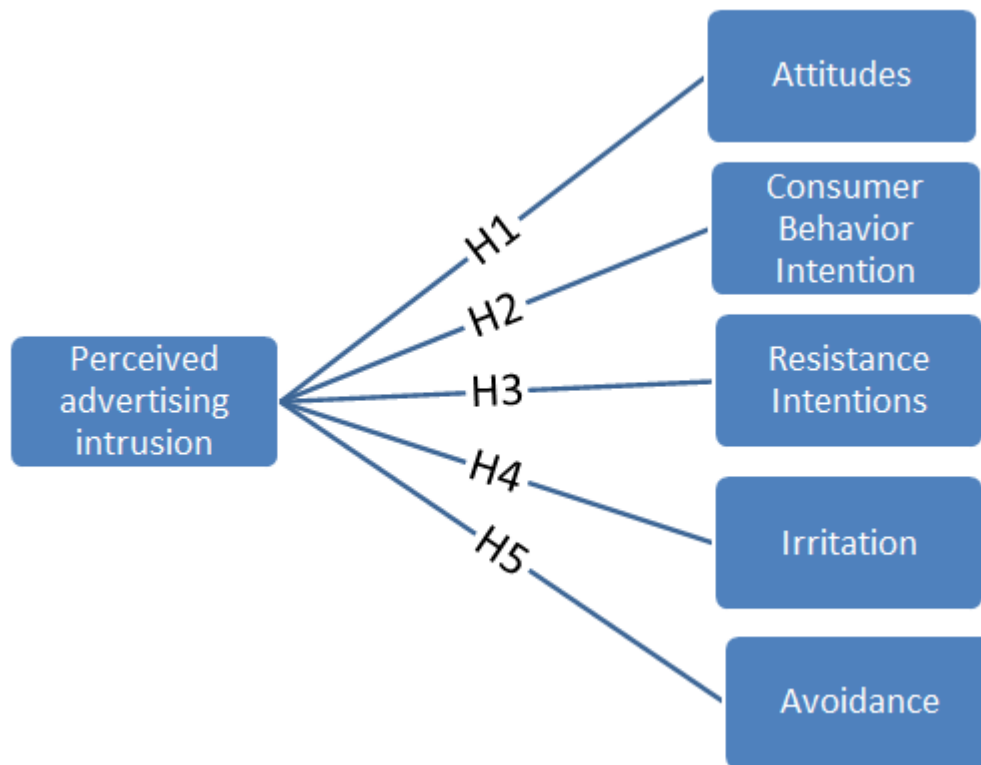 Attitudes
H1
Consumer
Behavior
Intention
H2
Perceived
advertising
intrusion
Resistance
Intentions
H3
H4
Irritation
H5
Avoidance